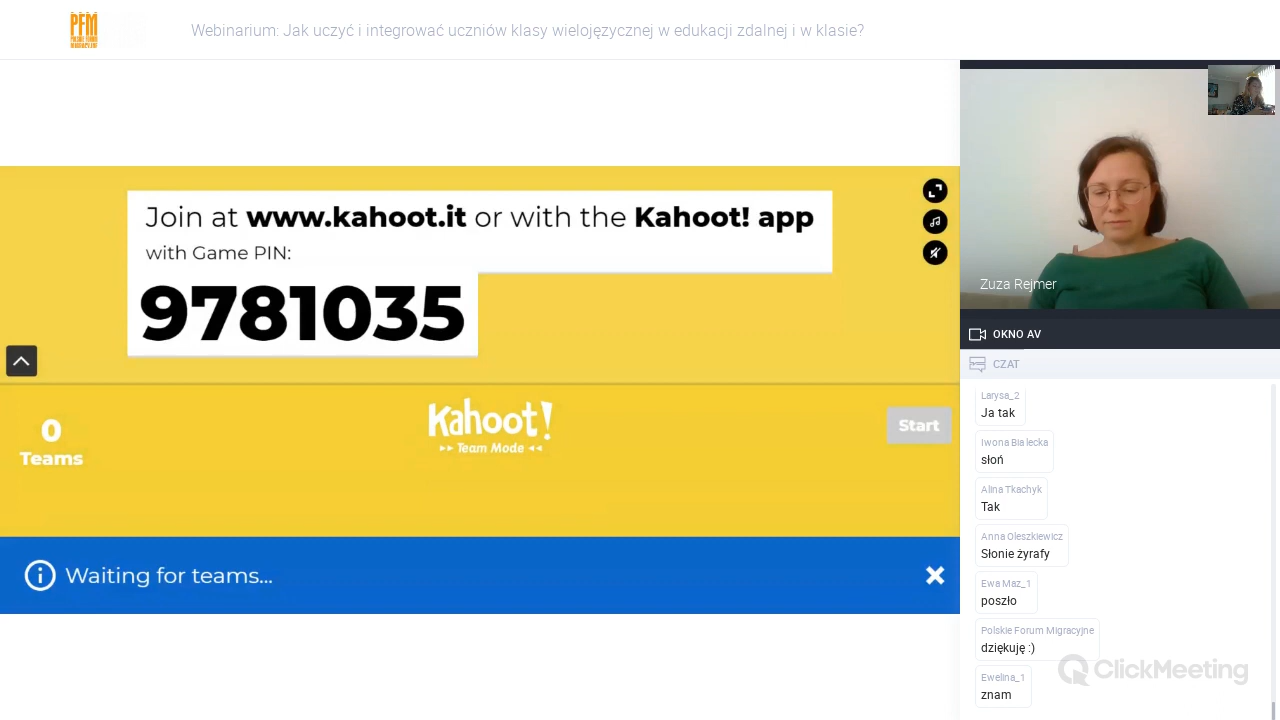 PFM
Webinarium: Jak uczyć i integrować uczniów klasy wielojęzycznej w edukacji zdalnej i w klasie?
Join at www.kahoot.it or with the Kahoot! app
with Game PIN:
9781035
0
Teams
Kahoot!
Team Mode
Start
Waiting for teams...
Zuza Rejmer
OKNO AV
CZAT
Larysa_2
Ja tak
Iwona Białecka
słoń
Alina Tkachyk
Tak
Anna Oleszkiewicz
Słonie żyrafy
Ewa Maz_1
poszło
Polskie Forum Migracyjne
dziękuję :)
Ewelina_1
znam
ClickMeeting